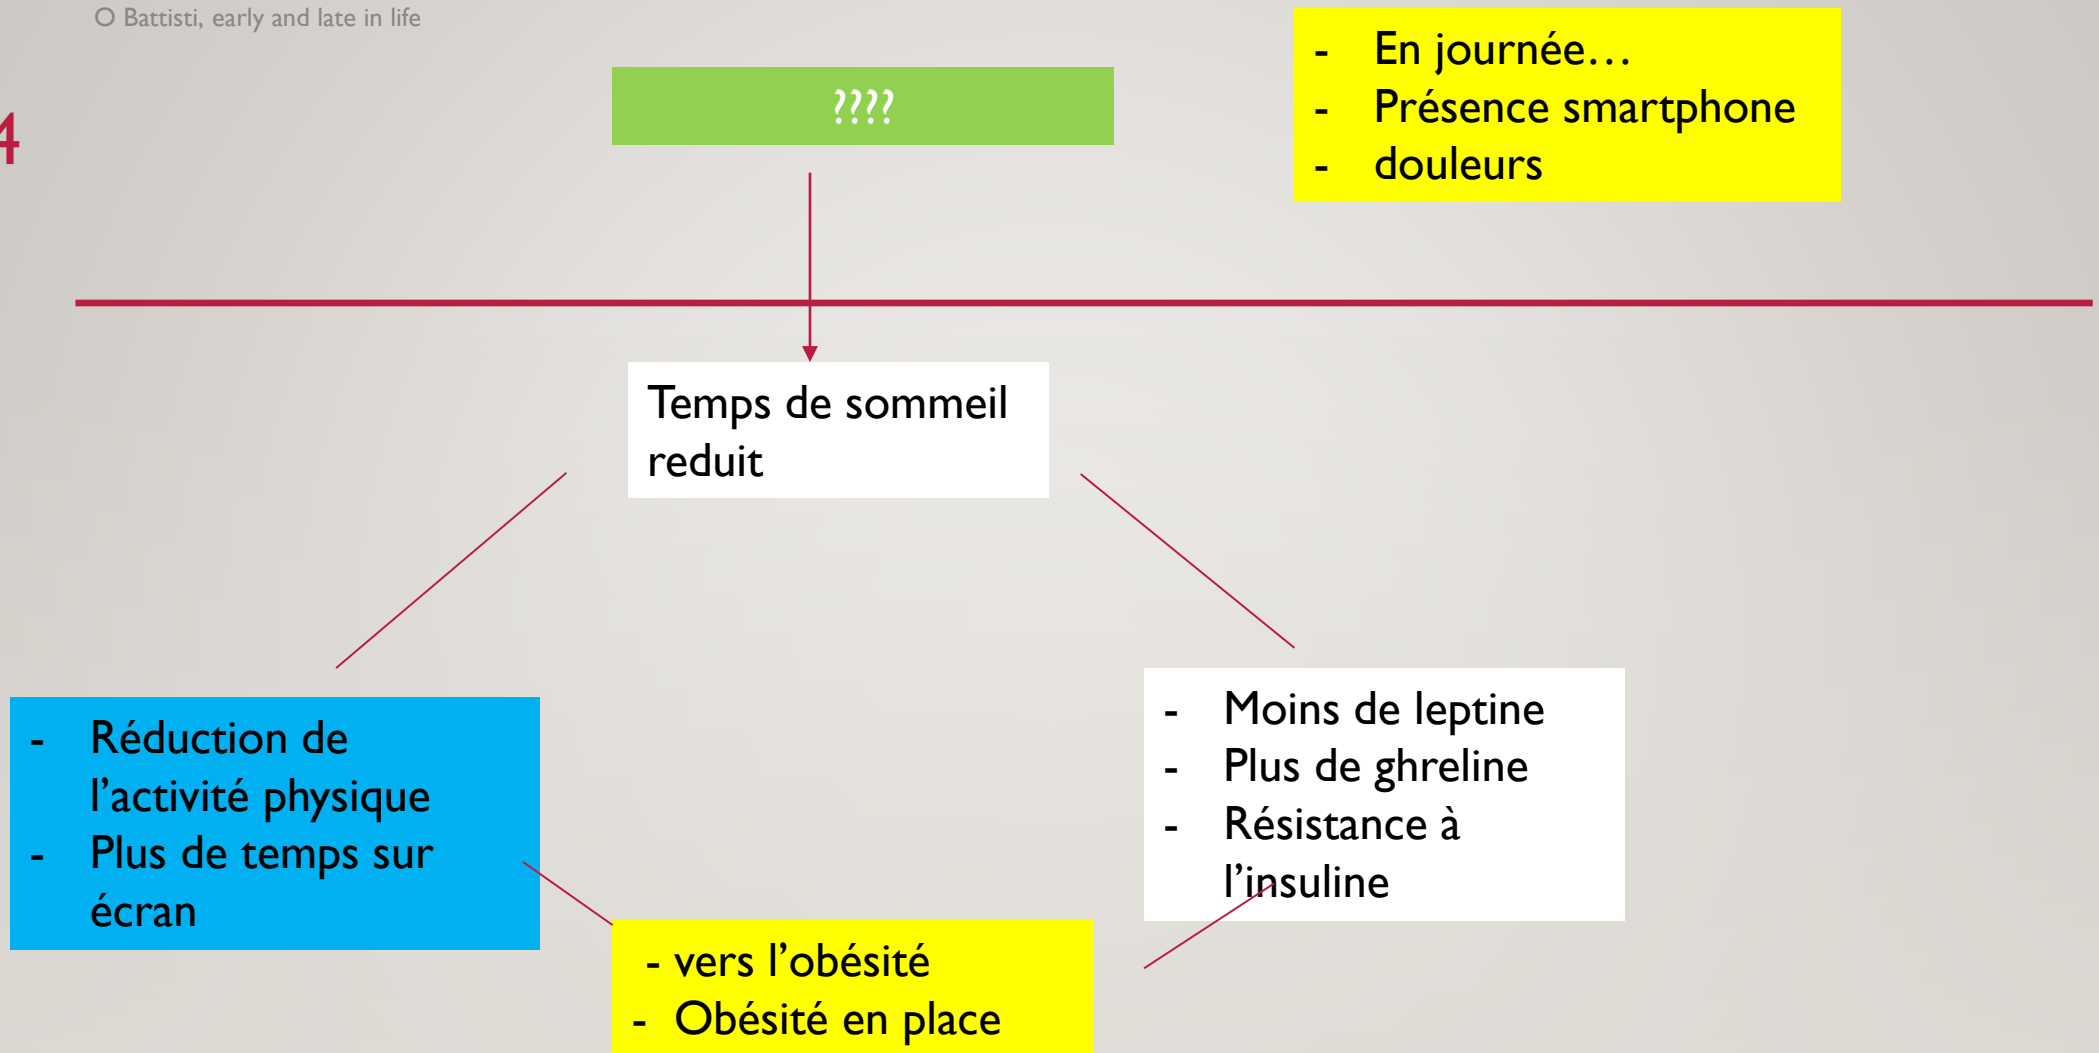 O Battisti, early and late in life
4
????
- En journée…
- Présence smartphone
- douleurs
Temps de sommeil
reduit
- Réduction de
l’activité physique
- Plus de temps sur
écran
- Moins de leptine
- Plus de ghreline
- Résistance à
l’insuline
- vers l’obésité
- Obésité en place